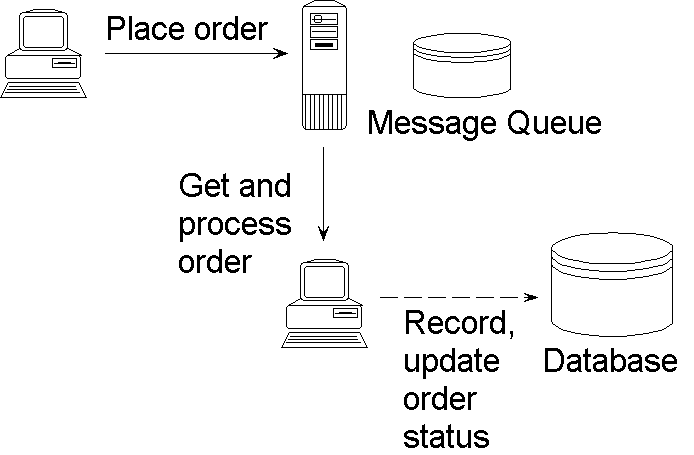 Place order
Message Queue
Get and
process
order
Record,
update
order
status
Database